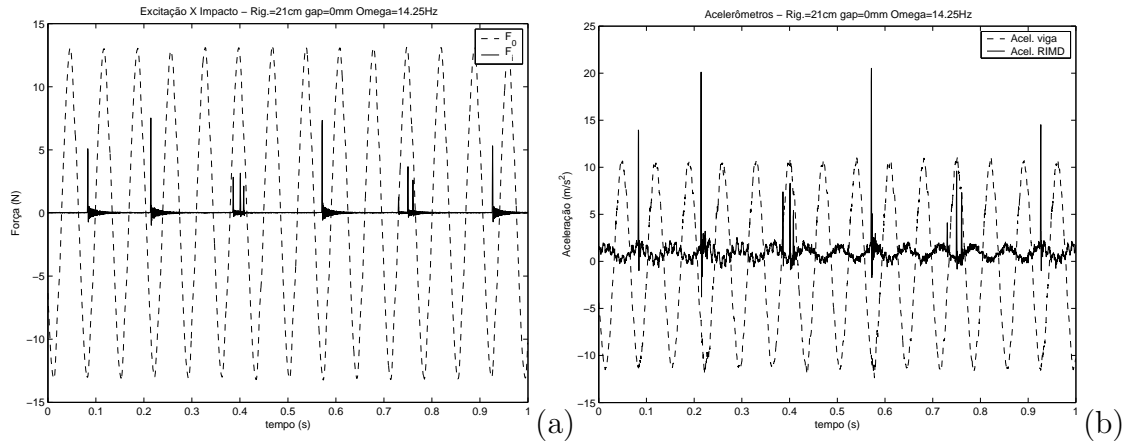 Excitação X Impacto − Rig.=21cm gap=0mm Omega=14.25Hz
F0
Fi
15
10
5
0
−5
−10
−15
Força (N)
0 0.1 0.2 0.3 0.4 0.5 0.6 0.7 0.8 0.9 1
tempo (s)
(a)
Acelerômetros − Rig.=21cm gap=0mm Omega=14.25Hz
Acel. viga
Acel. RIMD
25
20
15
10
5
0
−5
−10
−15
Aceleração (m/s²)
0 0.1 0.2 0.3 0.4 0.5 0.6 0.7 0.8 0.9 1
tempo (s)
(b)